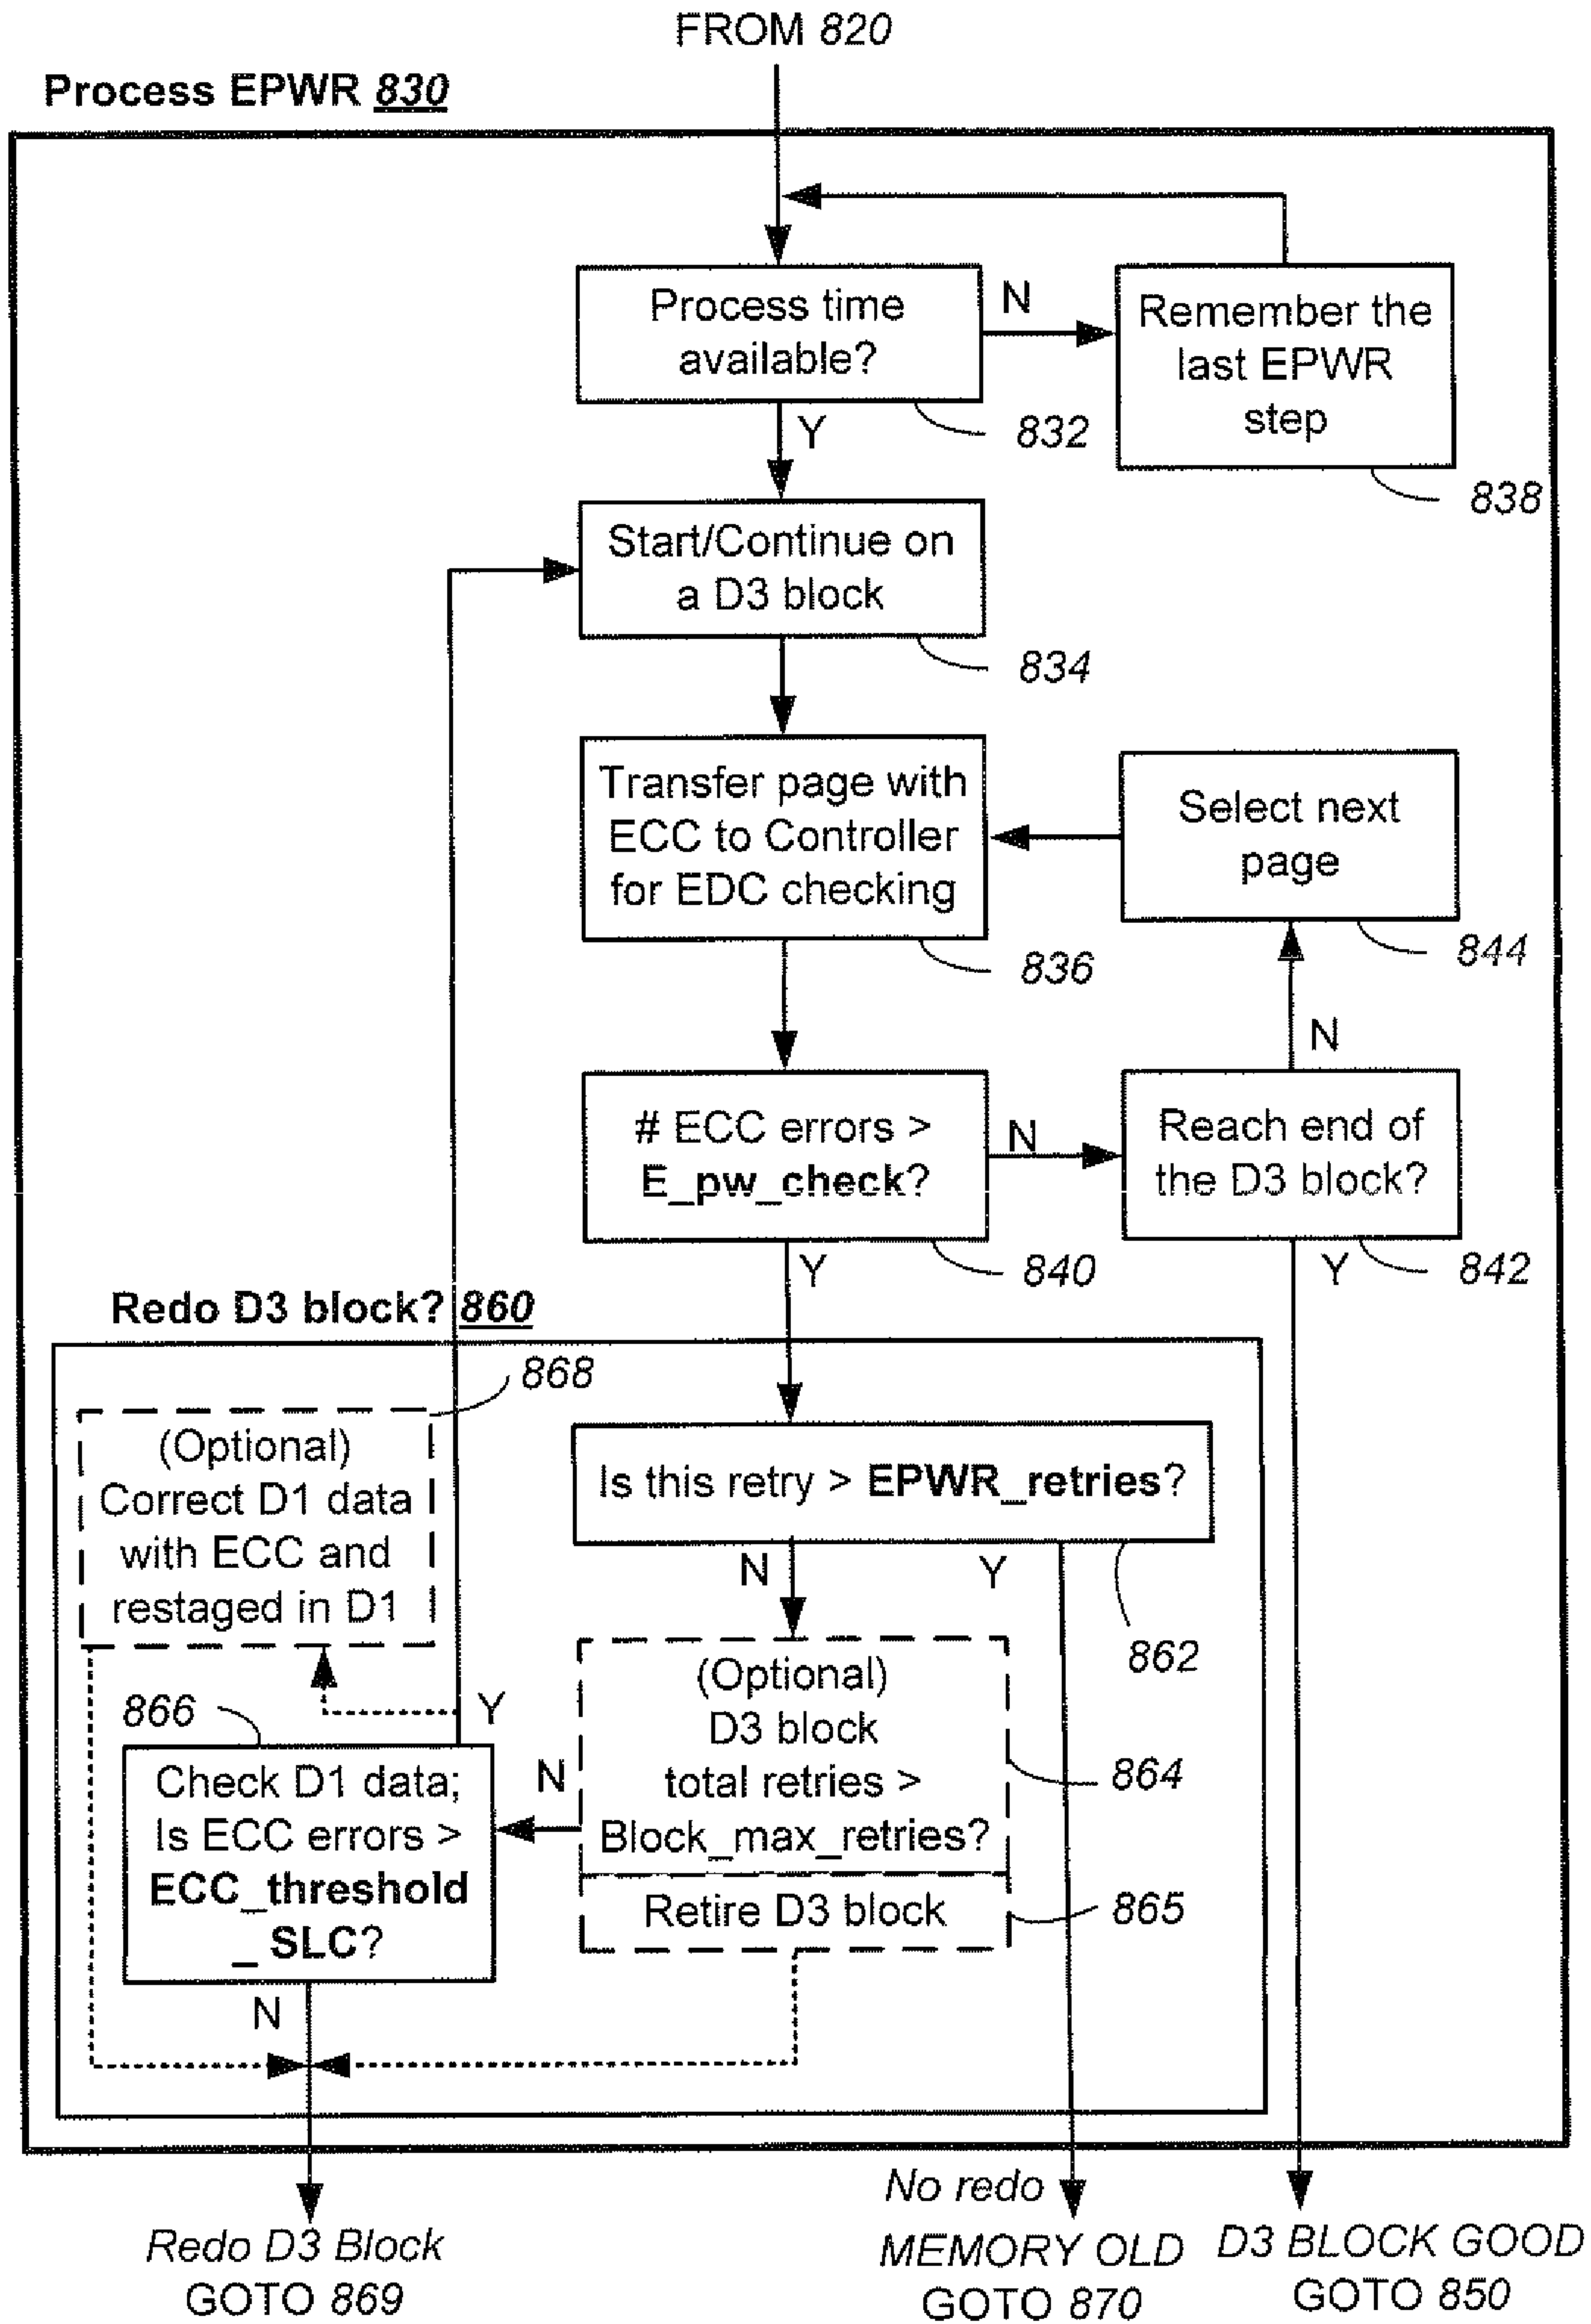 FROM 820
Process EPWR 830
Process time
available?
N
Remember the
last EPWR
step
Y
832
838
Start/Continue on
a D3 block
834
Transfer page with
ECC to Controller
for EDC checking
Select next
page
836
844
N
# ECC errors >
E_pw_check?
N
Reach end of
the D3 block?
Y
840
Y
842
Redo D3 block? 860
868
(Optional)
Correct D1 data
with ECC and
restaged in D1
Is this retry > EPWR_retries?
N
Y
862
(Optional)
D3 block
total retries >
Block_max_retries?
864
Retire D3 block
865
866
Y
N
Check D1 data;
Is ECC errors >
ECC_threshold
_ SLC?
N
Redo D3 Block
GOTO 869
No redo
MEMORY OLD
GOTO 870
D3 BLOCK GOOD
GOTO 850